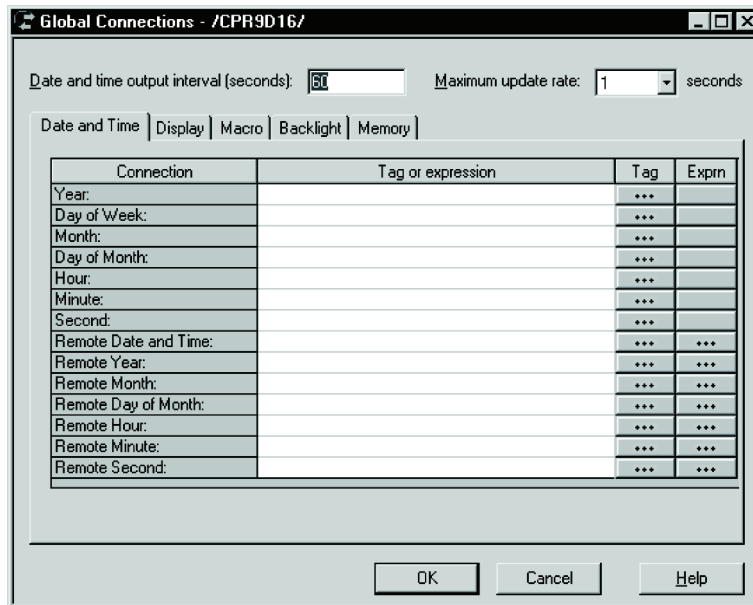 Global Connections - /CPR9D16/
Date and time output interval (seconds): 60 Maximum update rate: 1 seconds
Date and Time Display Macro Backlight Memory
Connection Tag or expression Tag Exprn
Year: ...
Day of Week: ...
Month: ...
Day of Month: ...
Hour: ...
Minute: ...
Second: ...
Remote Date and Time: ... ...
Remote Year: ... ...
Remote Month: ... ...
Remote Day of Month: ... ...
Remote Hour: ... ...
Remote Minute: ... ...
Remote Second: ... ...
OK Cancel Help